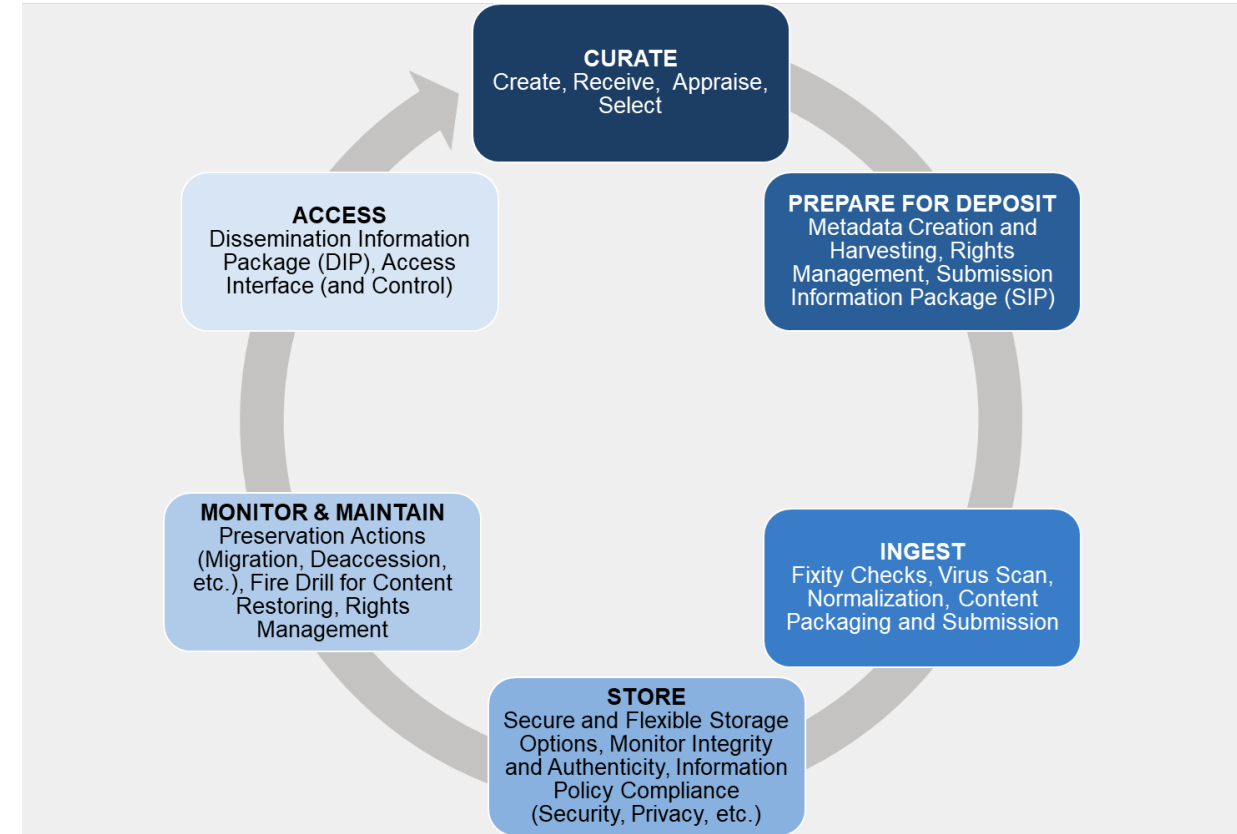 CURATE
Create, Receive, Appraise,
Select
PREPARE FOR DEPOSIT
Metadata Creation and
Harvesting, Rights
Management, Submission
Information Package (SIP)
INGEST
Fixity Checks, Virus Scan,
Normalization, Content
Packaging and Submission
STORE
Secure and Flexible Storage
Options, Monitor Integrity
and Authenticity, Information
Policy Compliance
(Security, Privacy, etc.)
MONITOR & MAINTAIN
Preservation Actions
(Migration, Deaccession,
etc.), Fire Drill for Content
Restoring, Rights
Management
ACCESS
Dissemination Information
Package (DIP), Access
Interface (and Control)